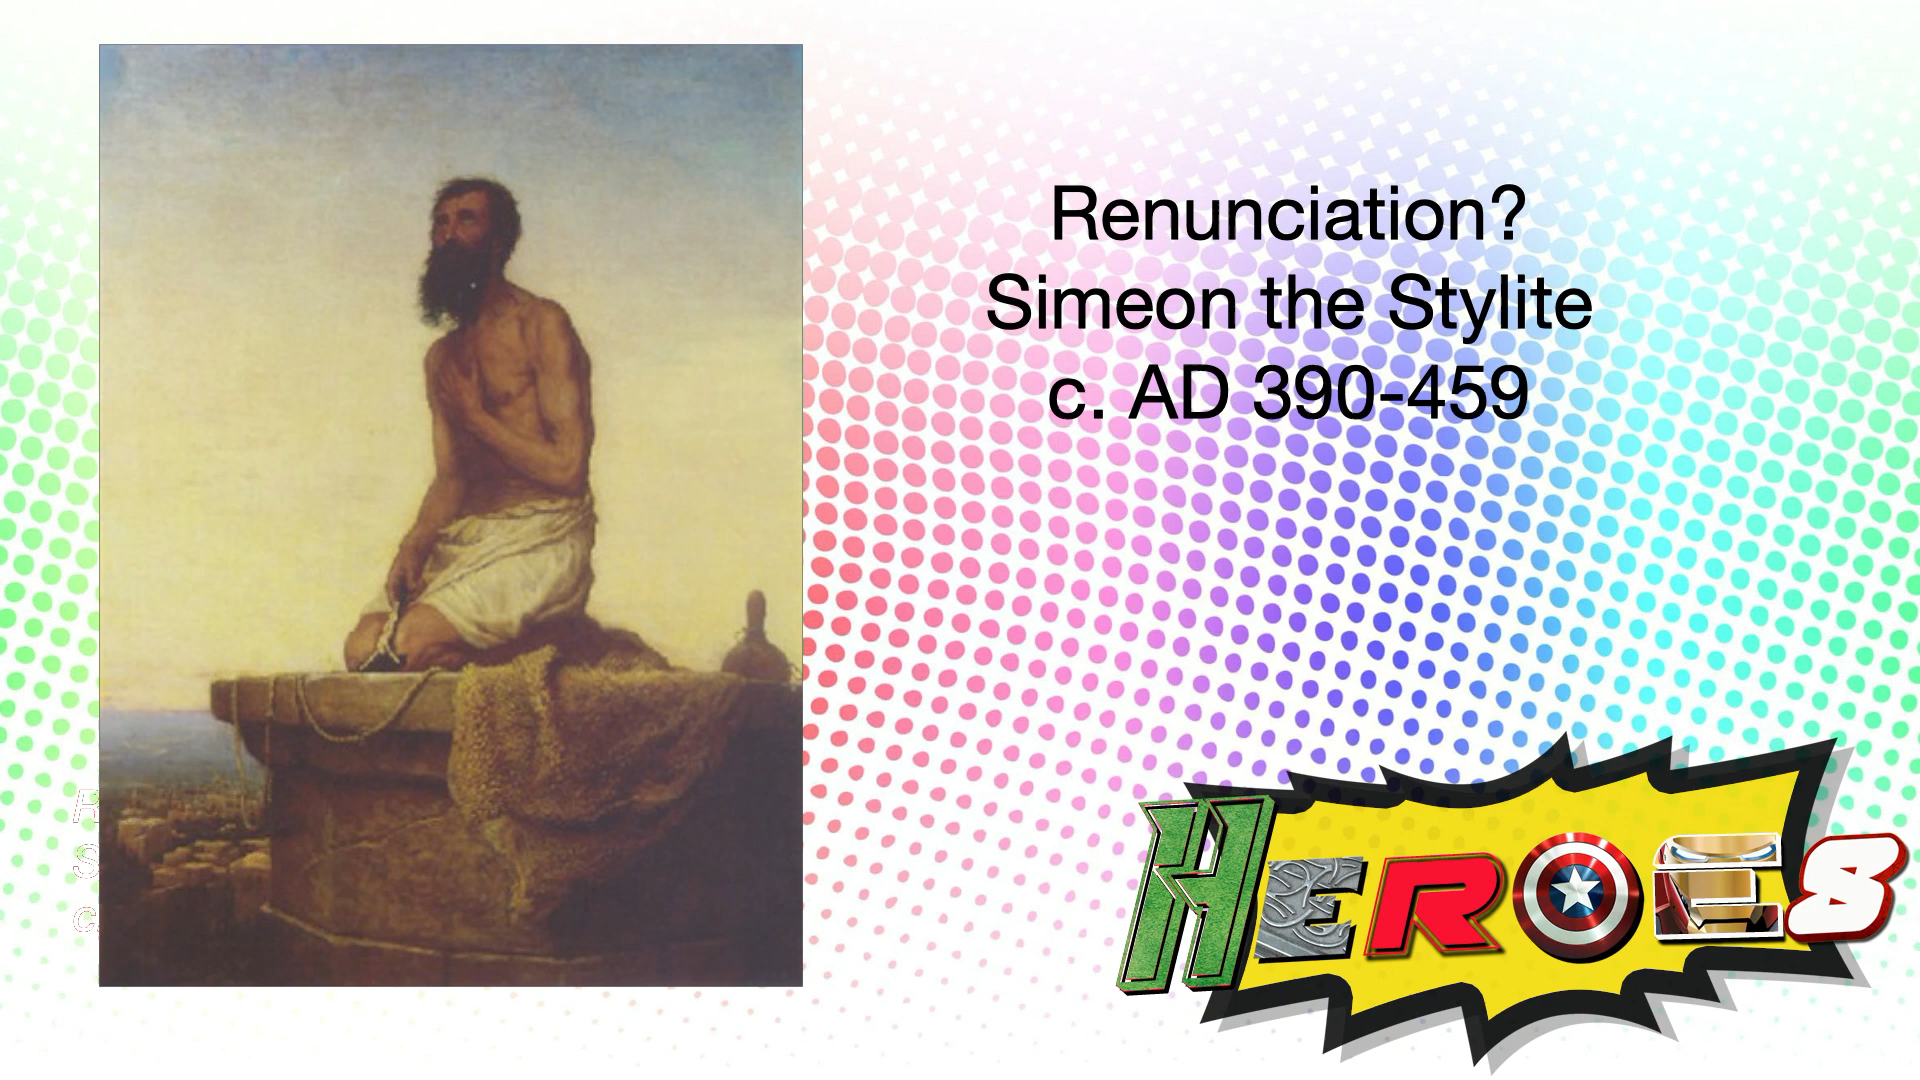 Renunciation?
Simeon the Stylite
c. AD 390-459
HEROES
R
S
c.